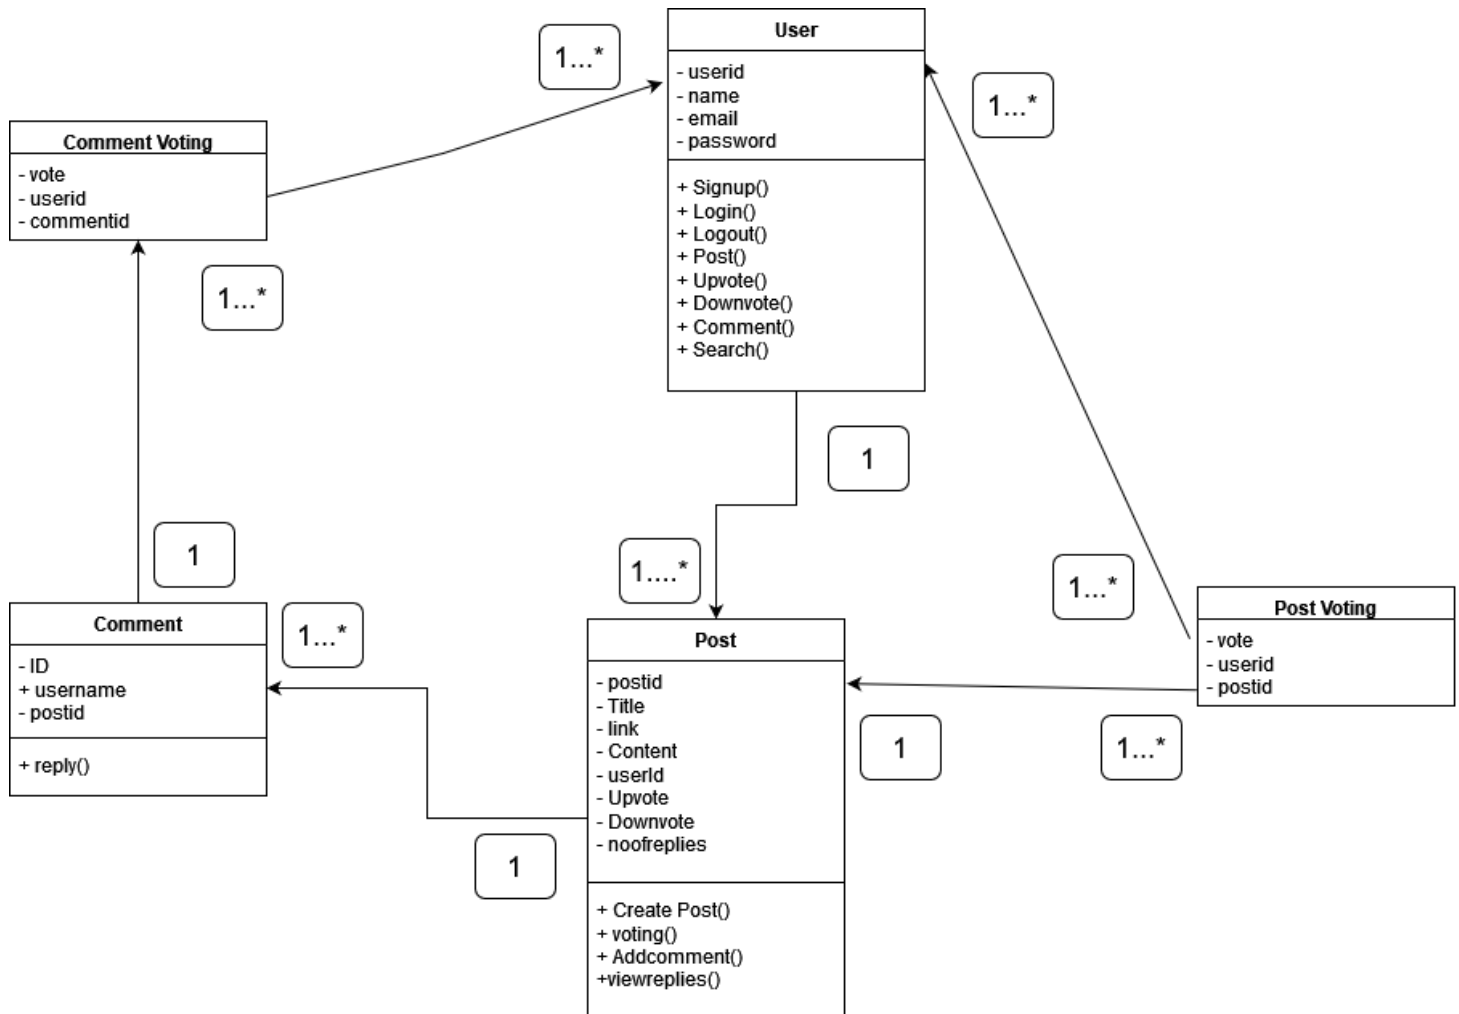 User
- userid
- name
- email
- password
+ Signup()
+ Login()
+ Logout()
+ Post()
+ Upvote()
+ Downvote()
+ Comment()
+ Search()
1...*
1...*
Comment Voting
- vote
- userid
- commentid
1...*
1
1
1....*
1...*
Comment
- ID
+ username
- postid
+ reply()
1...*
Post
- postid
- Title
- link
- Content
- userId
- Upvote
- Downvote
- noofreplies
+ Create Post()
+ voting()
+ Addcomment()
+viewreplies()
Post Voting
- vote
- userid
- postid
1
1...*
1